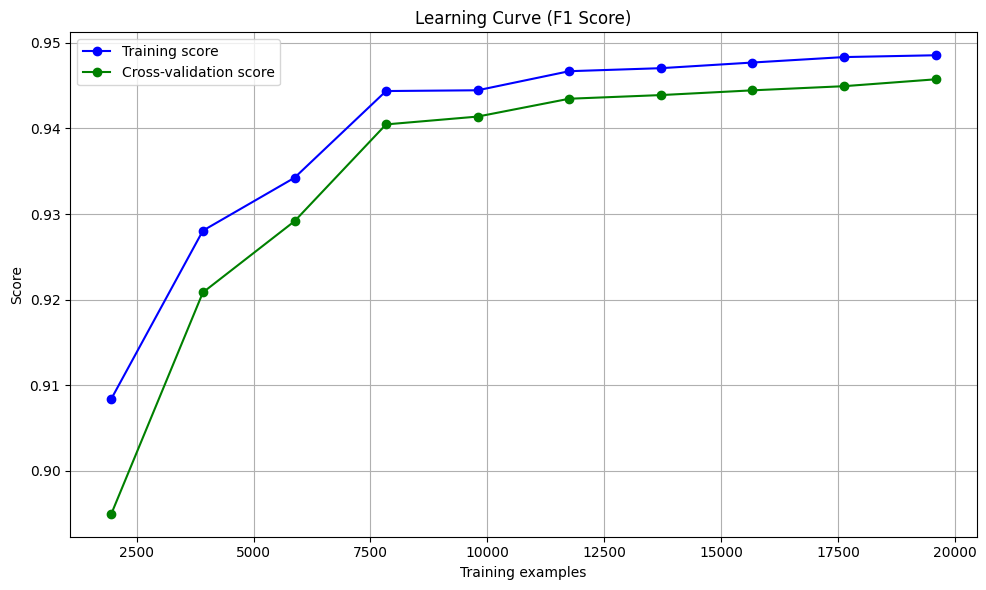 Learning Curve (F1 Score)
Training score
Cross-validation score
0.95
0.94
0.93
0.92
0.91
0.90
Score
2500 5000 7500 10000 12500 15000 17500 20000
Training examples